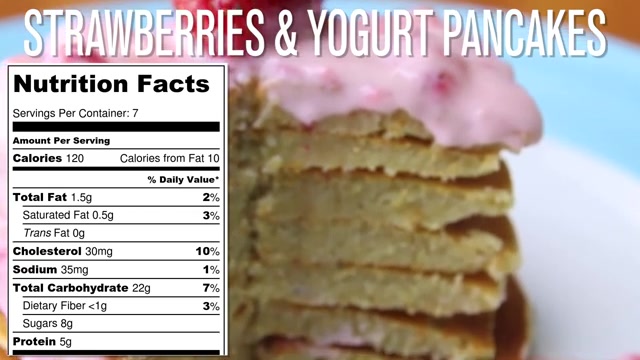 STRAWBERRIES & YOGURT PANCAKES
Nutrition Facts
Servings Per Container: 7
Amount Per Serving
Calories 120 Calories from Fat 10
% Daily Value*
Total Fat 1.5g 2%
Saturated Fat 0.5g 3%
Trans Fat 0g
Cholesterol 30mg 10%
Sodium 35mg 1%
Total Carbohydrate 22g 7%
Dietary Fiber <1g 3%
Sugars 8g
Protein 5g